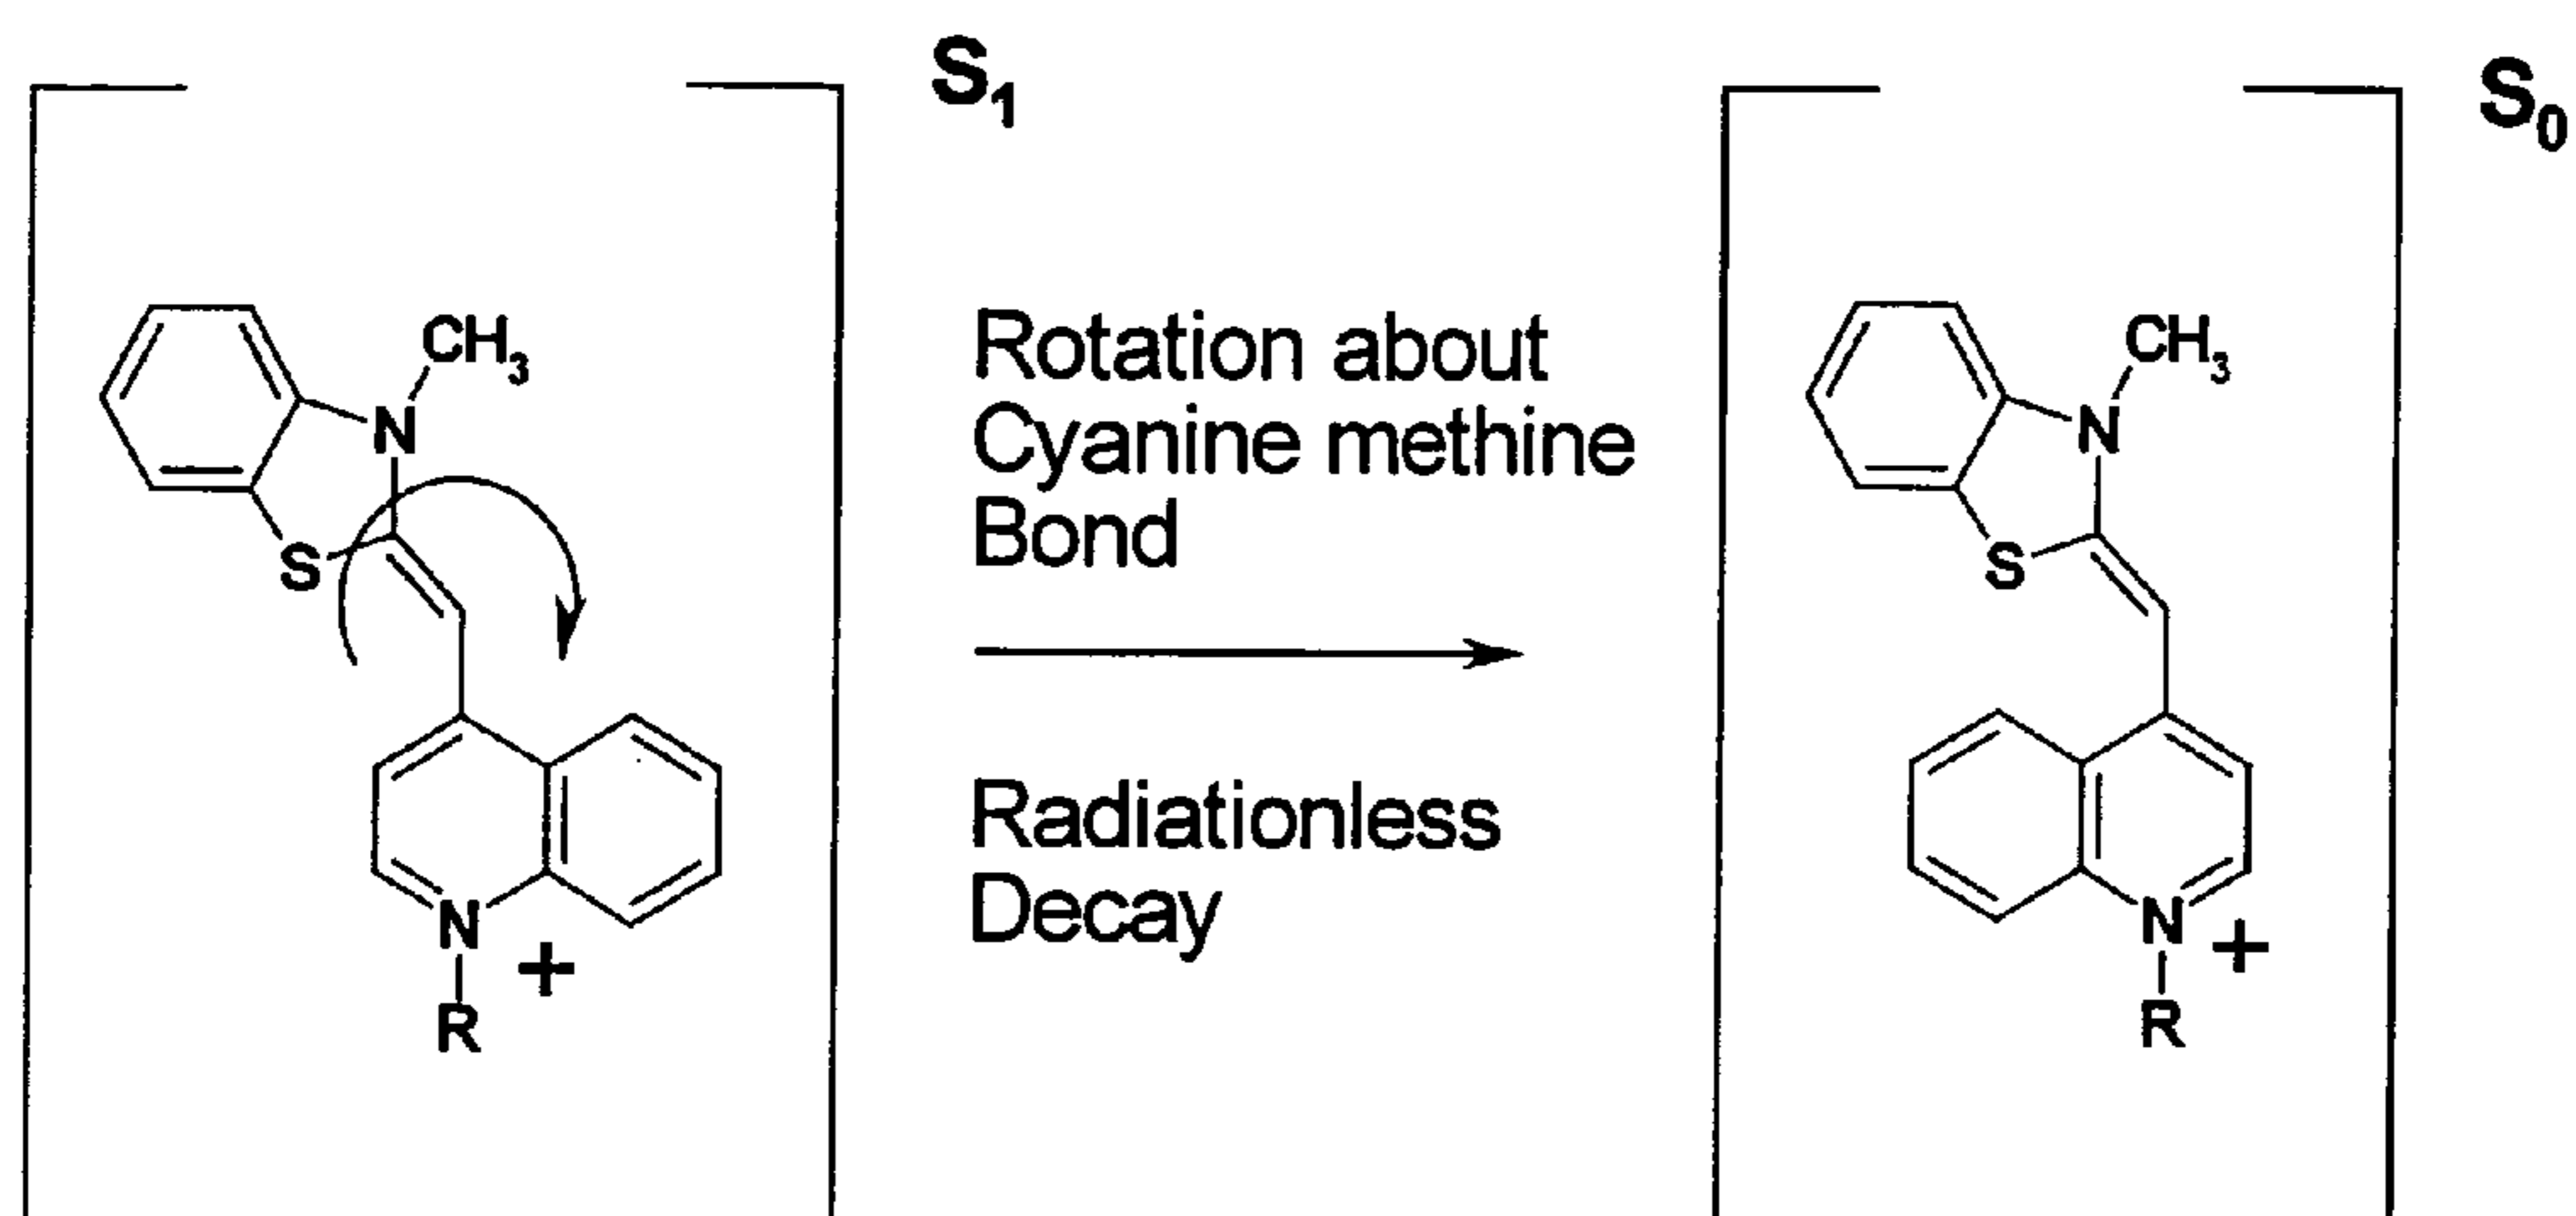 S₁
S₀
CH₃
N
S
N
+
R
Rotation about
Cyanine methine
Bond
Radiationless
Decay
CH₃
N
S
N
+
R